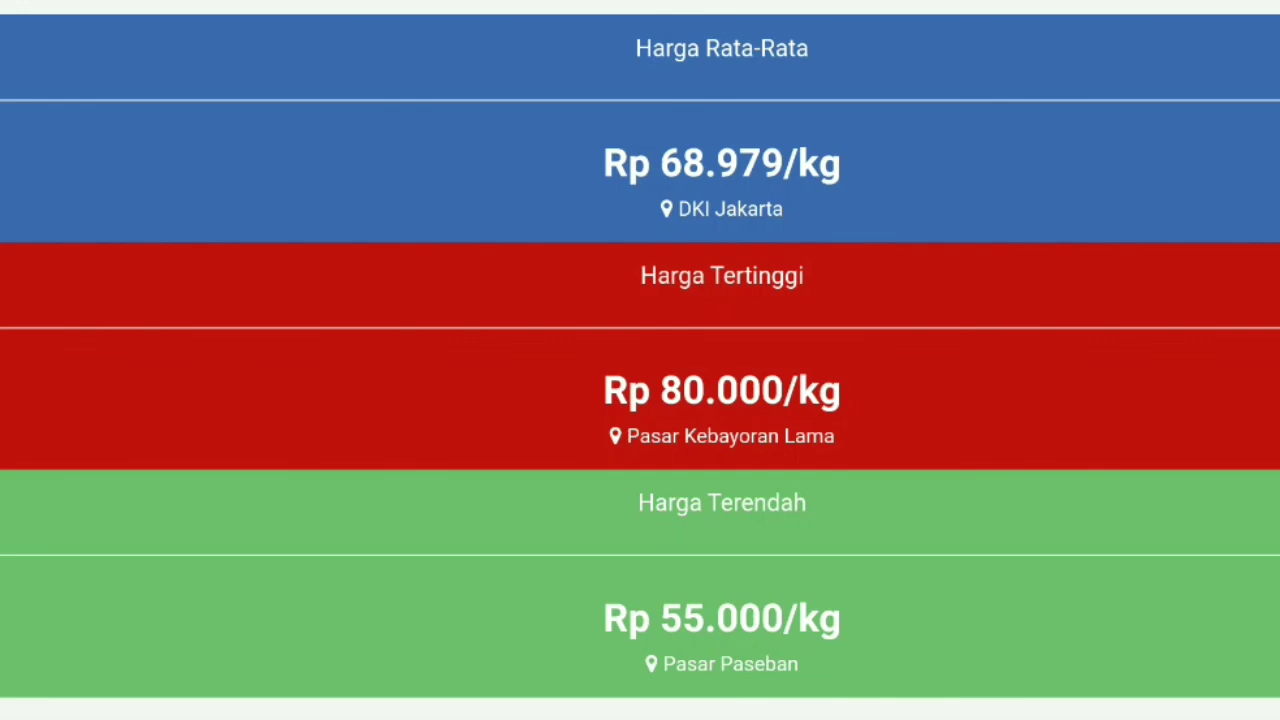 Harga Rata-Rata
Rp 68.979/kg
DKI Jakarta
Harga Tertinggi
Rp 80.000/kg
Pasar Kebayoran Lama
Harga Terendah
Rp 55.000/kg
Pasar Paseban